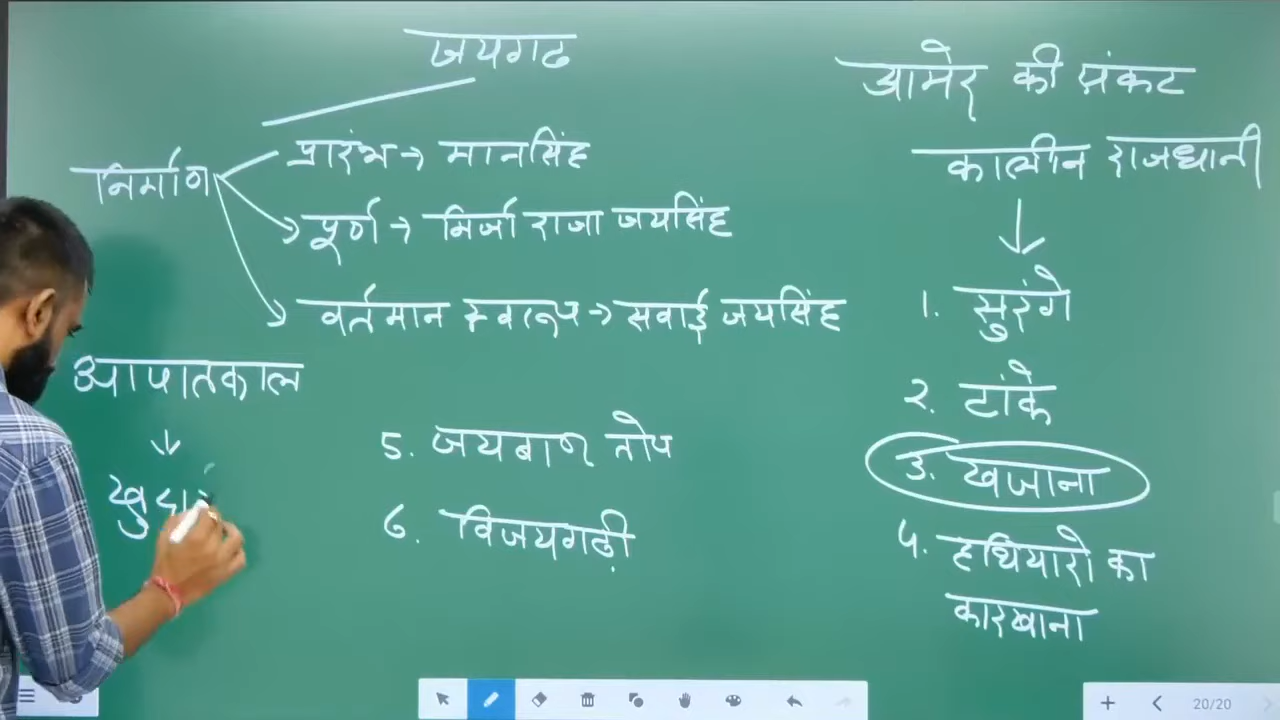 जयगढ
निर्माण
प्रारंभ → मानसिंह
पूर्ण → मिर्जा राजा जयसिंह
वर्तमान स्वरूप → सवाई जयसिंह
आपातकाल
↓
5. जयबाण तोप
6. विजयगढ़ी
आमेर की संकट
कालीन राजधानी
↓
1. सुरंगे
2. टांके
3. खजाना
4. हथियारो का
कारखाना
20/20